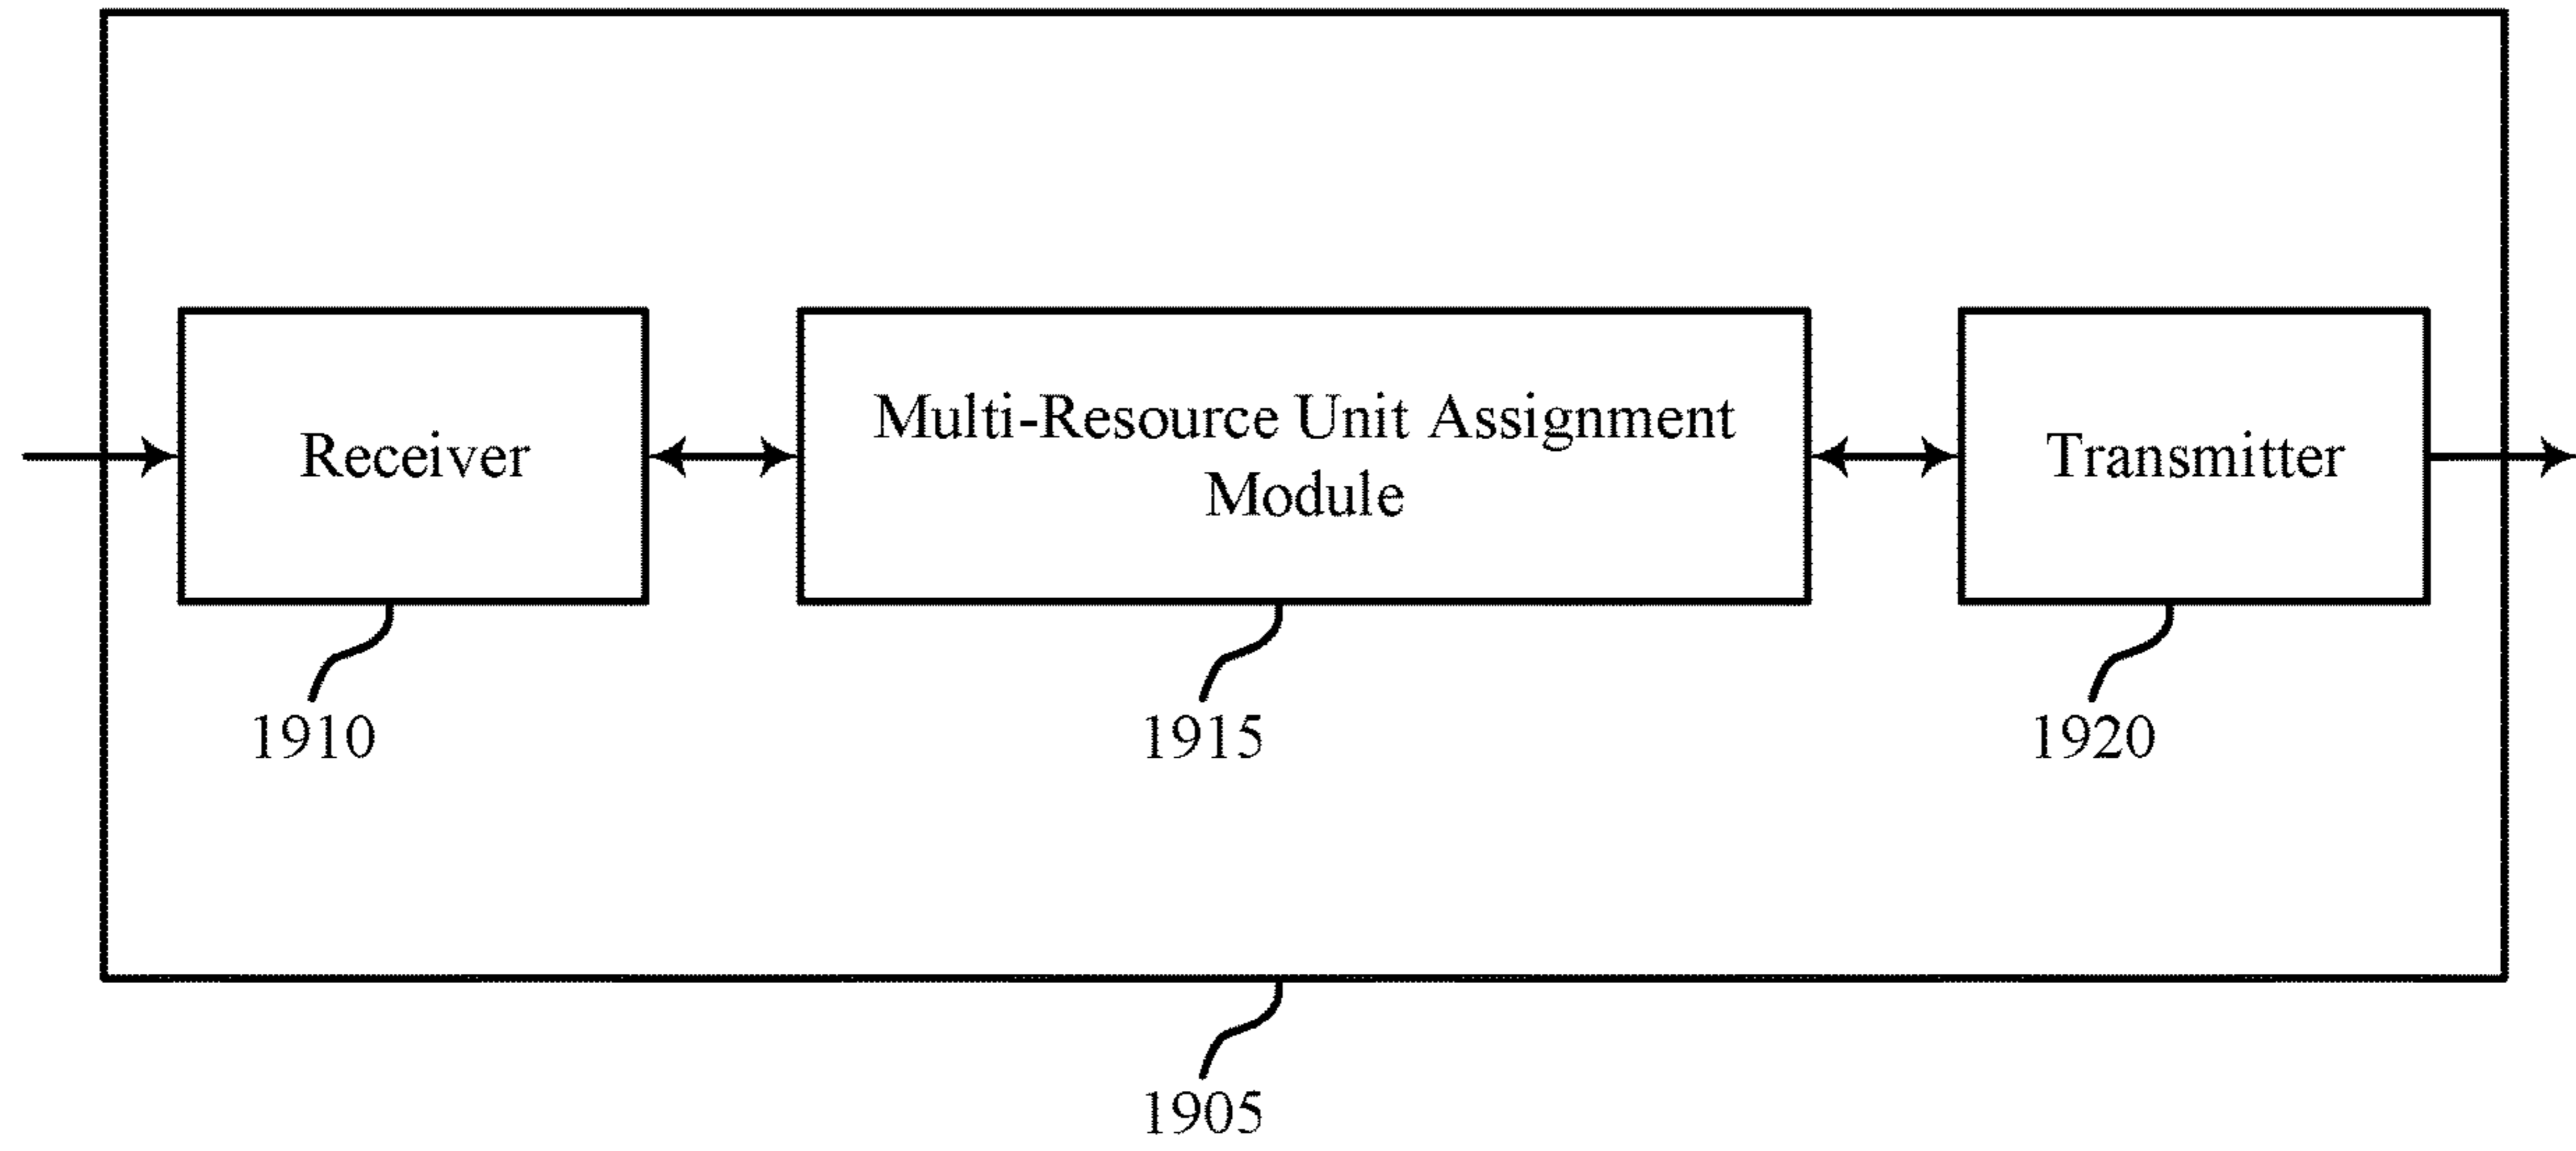 Receiver
Multi-Resource Unit Assignment
Module
Transmitter
1910
1915
1920
1905